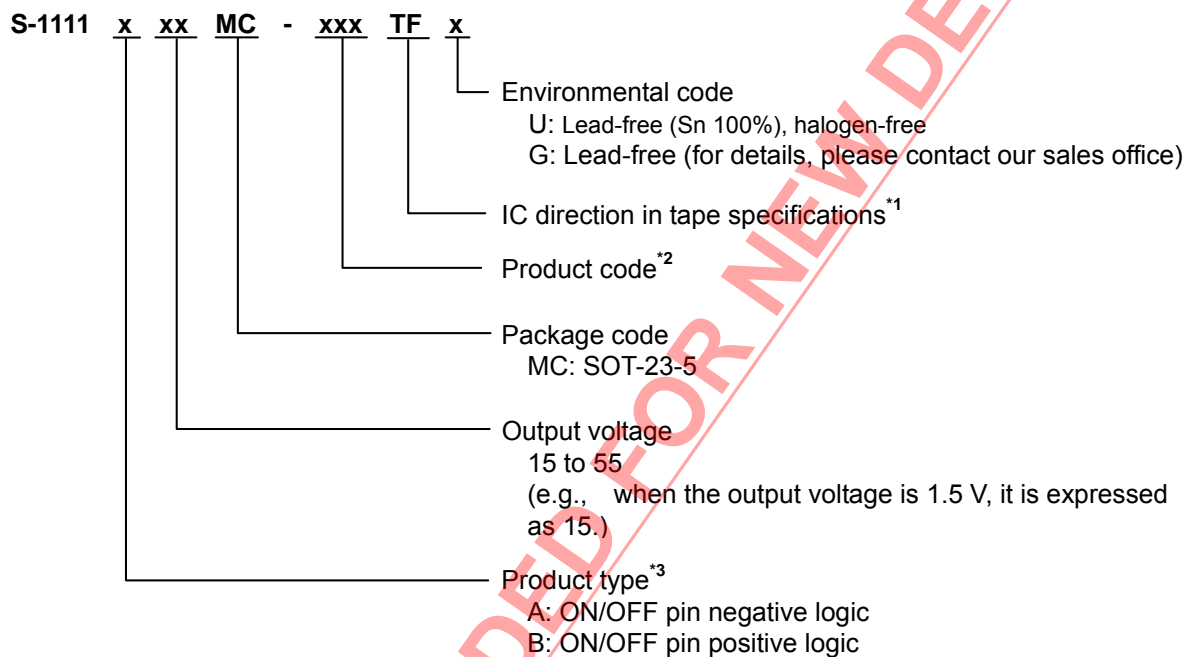 S-1111 x xx MC - xxx TF x
Environmental code
U: Lead-free (Sn 100%), halogen-free
G: Lead-free (for details, please contact our sales office)
IC direction in tape specifications*1
Product code*2
Package code
MC: SOT-23-5
Output voltage
15 to 55
(e.g., when the output voltage is 1.5 V, it is expressed
as 15.)
Product type*3
A: ON/OFF pin negative logic
B: ON/OFF pin positive logic
FOR NEW